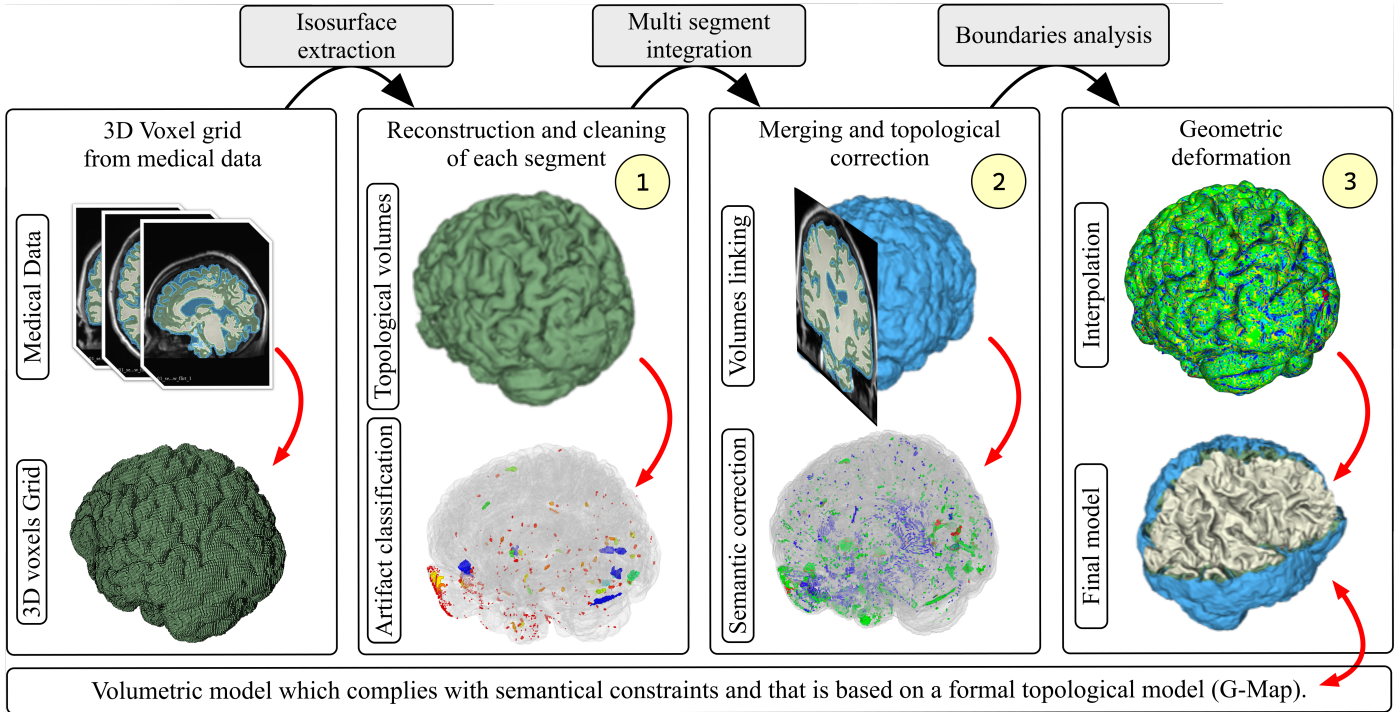 Isosurface
extraction
Multi segment
integration
Boundaries analysis
3D Voxel grid
from medical data
Medical Data
3D voxels Grid
Reconstruction and cleaning
of each segment
1
Topological volumes
Artifact classification
Merging and topological
correction
2
Volumes linking
Semantic correction
Geometric
deformation
3
Interpolation
Final model
Volumetric model which complies with semantical constraints and that is based on a formal topological model (G-Map).